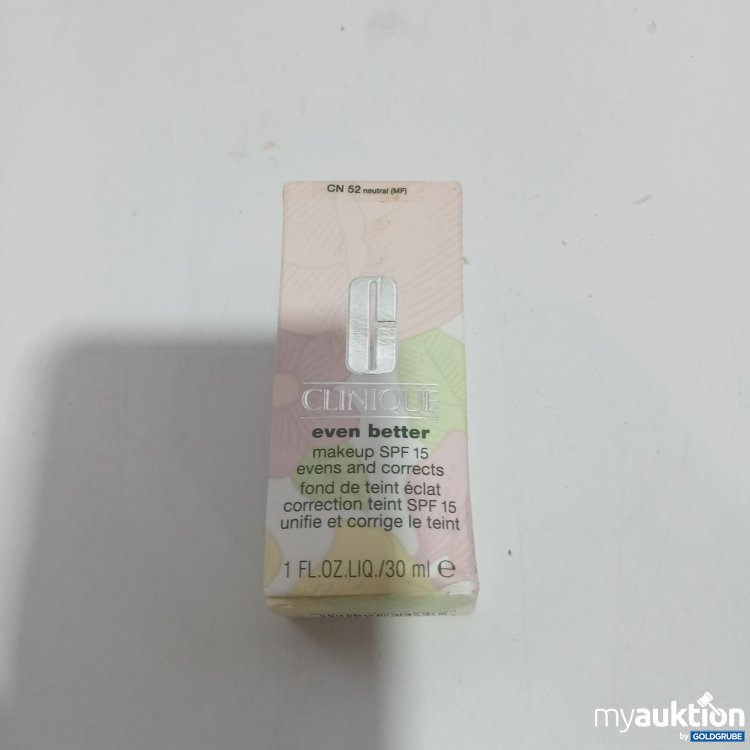 CN 52 neutral (MF)
CLINIQUE
even better
makeup SPF 15
evens and corrects
fond de teint éclat
correction teint SPF 15
unifie et corrige le teint
1 FL.OZ.LIQ./30 ml ℮
myauktion
by GOLDGRUBE